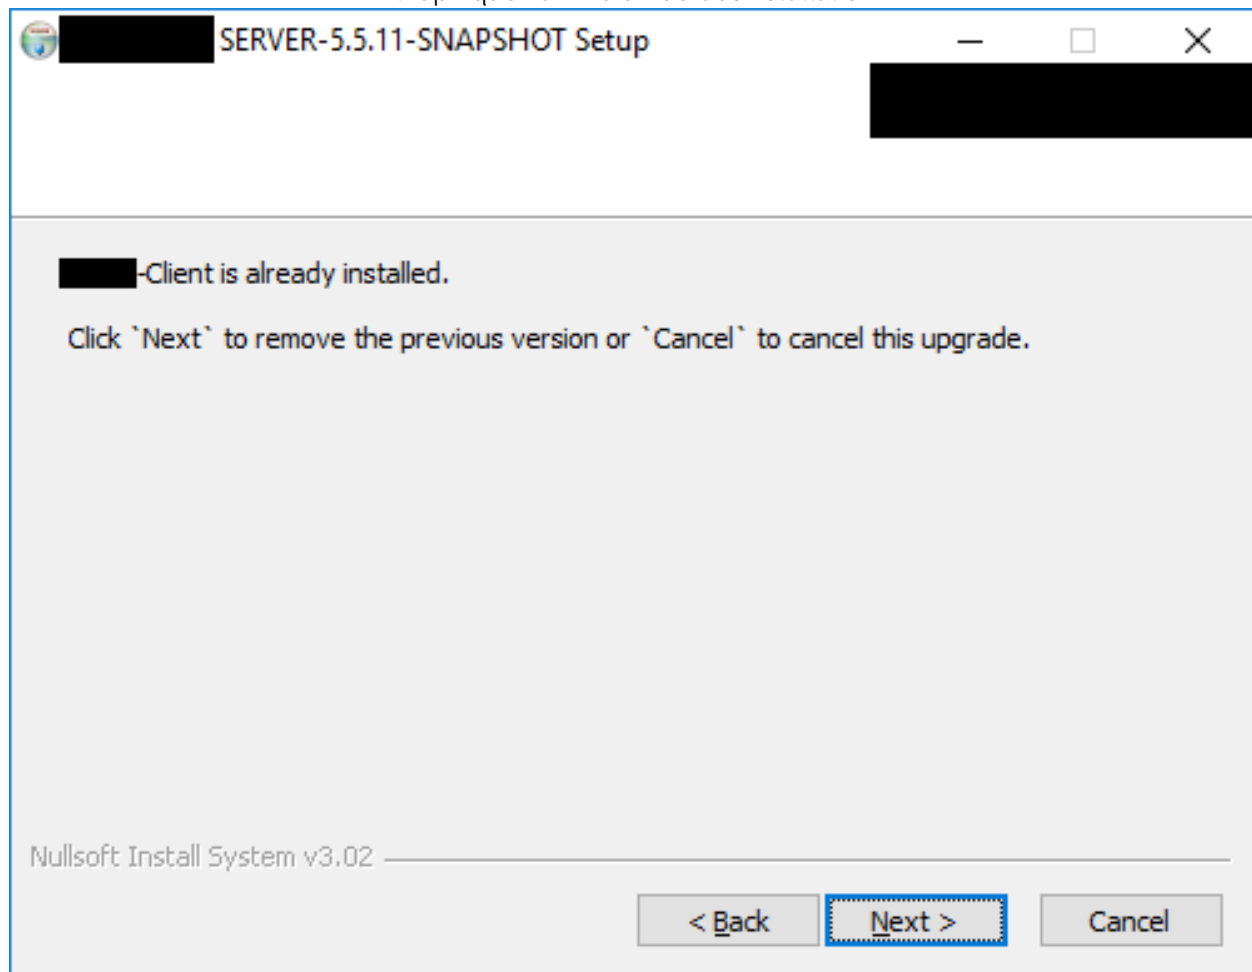 SERVER-5.5.11-SNAPSHOT Setup
-Client is already installed.
Click `Next` to remove the previous version or `Cancel` to cancel this upgrade.
Nullsoft Install System v3.02
< Back
Next >
Cancel